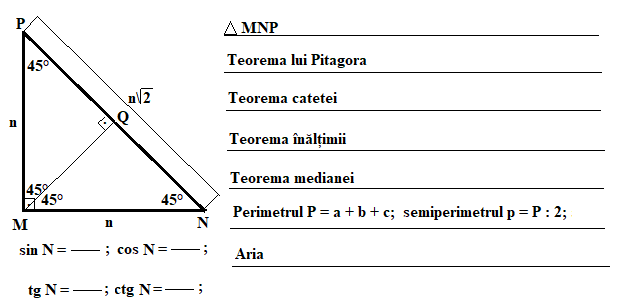 P
△ MNP
45°
Teorema lui Pitagora
n√2
Teorema catetei
n
Q
Teorema înălțimii
45°
45°
45°
Teorema medianei
M
n
N
Perimetrul P = a + b + c; semiperimetrul p = P : 2;
sin N = ——— ; cos N = ——— ;
Aria
tg N = ——— ; ctg N = ——— ;